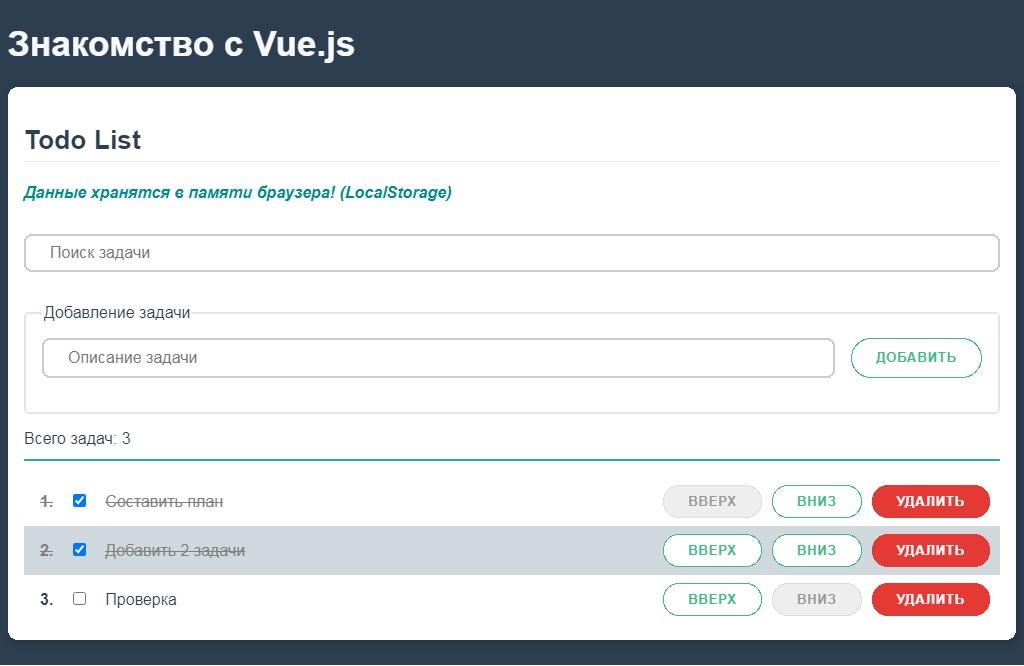 Знакомство с Vue.js
Todo List
Данные хранятся в памяти браузера! (LocalStorage)
Поиск задачи
Добавление задачи
Описание задачи ДОБАВИТЬ
Всего задач: 3
1. Составить план ВВЕРХ ВНИЗ УДАЛИТЬ
2. Добавить 2 задачи ВВЕРХ ВНИЗ УДАЛИТЬ
3. Проверка ВВЕРХ ВНИЗ УДАЛИТЬ